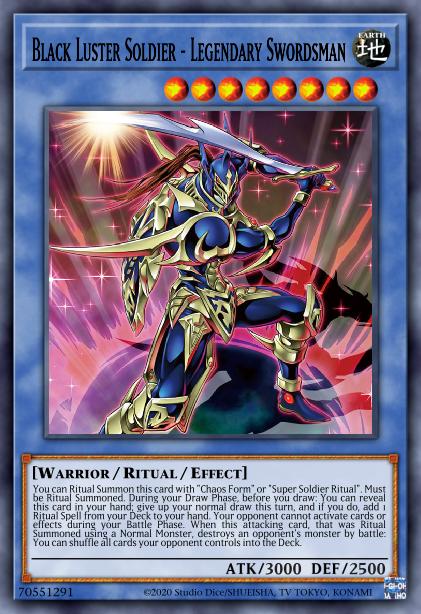 Black Luster Soldier - Legendary Swordsman
EARTH
地
[Warrior / Ritual / Effect]
You can Ritual Summon this card with "Chaos Form" or "Super Soldier Ritual". Must
be Ritual Summoned. During your Draw Phase, before you draw: You can reveal
this card in your hand; give up your normal draw this turn, and if you do, add 1
Ritual Spell from your Deck to your hand. Your opponent cannot activate cards or
effects during your Battle Phase. When this attacking card, that was Ritual
Summoned using a Normal Monster, destroys an opponent's monster by battle:
You can shuffle all cards your opponent controls into the Deck.
ATK/3000 DEF/2500
70551291
©2020 Studio Dice/SHUEISHA, TV TOKYO, KONAMI